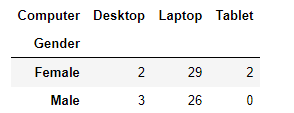 Computer Desktop Laptop Tablet
Gender
Female 2 29 2
Male 3 26 0